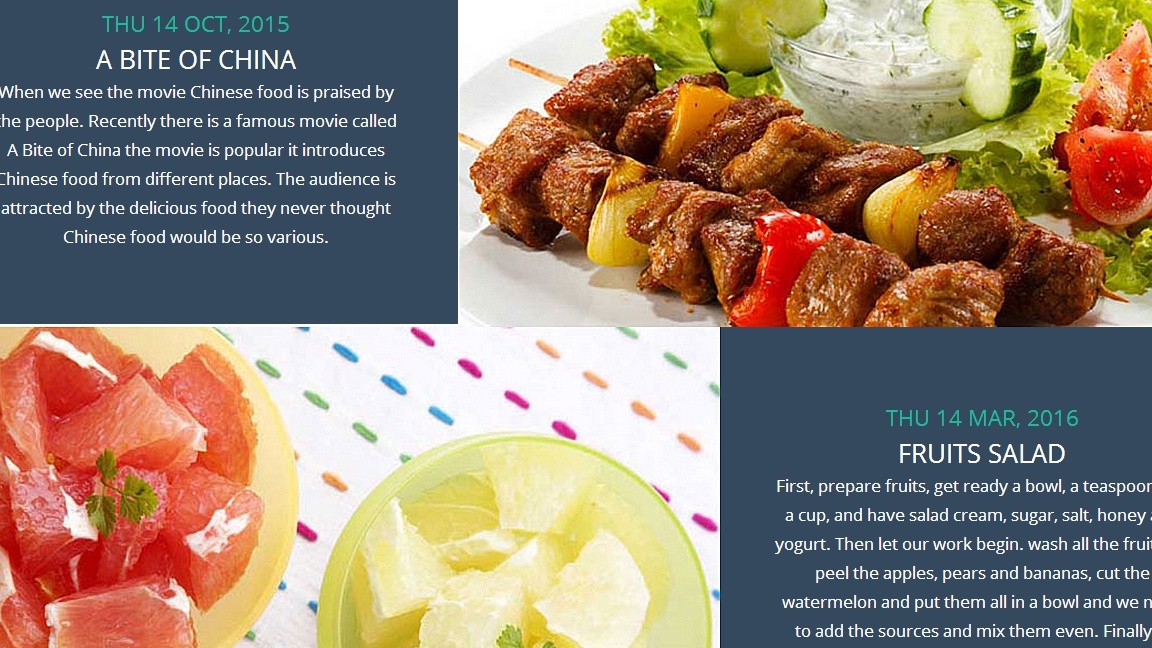 THU 14 OCT, 2015
A BITE OF CHINA
When we see the movie Chinese food is praised by
the people. Recently there is a famous movie called
A Bite of China the movie is popular it introduces
Chinese food from different places. The audience is
attracted by the delicious food they never thought
Chinese food would be so various.
THU 14 MAR, 2016
FRUITS SALAD
First, prepare fruits, get ready a bowl, a teaspoon
a cup, and have salad cream, sugar, salt, honey
yogurt. Then let our work begin. wash all the
peel the apples, pears and bananas, cut the
watermelon and put them all in a bowl and we
to add the sources and mix them even. Finally